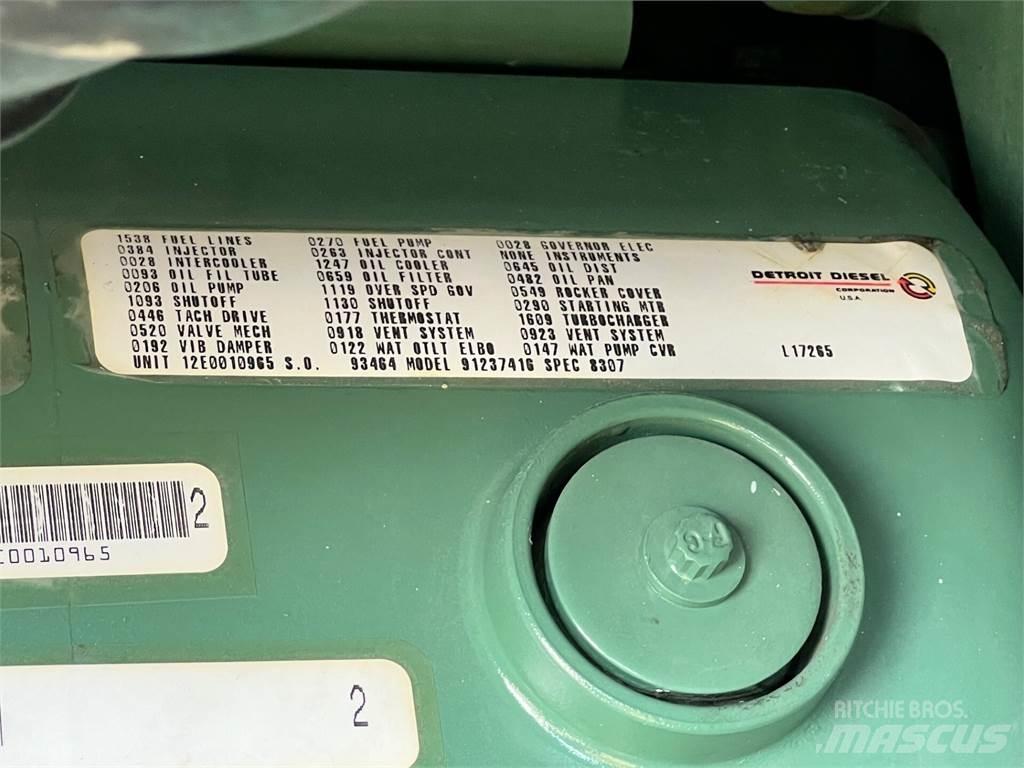 1538 FUEL LINES 0270 FUEL PUMP 0028 GOVERNOR ELEC
0384 INJECTOR 0263 INJECTOR CONT NONE INSTRUMENTS
0028 INTERCOOLER 1247 OIL COOLER 0645 OIL DIST
0093 OIL FIL TUBE 0659 OIL FILTER 0482 OIL PAN
0206 OIL PUMP 1119 OVER SPD GOV 0549 ROCKER COVER
1093 SHUTOFF 1130 SHUTOFF 0290 STARTING MTR
0446 TACH DRIVE 0177 THERMOSTAT 1609 TURBOCHARGER
0520 VALVE MECH 0918 VENT SYSTEM 0923 VENT SYSTEM
0192 VIB DAMPER 0122 WAT OTLT ELBO 0147 WAT PUMP CVR
UNIT 12E0010965 S.O. 93464 MODEL 91237416 SPEC 8307
DETROIT DIESEL
CORPORATION
U.S.A.
L17265
2
0010965
2
RITCHIE BROS.
MASCUS